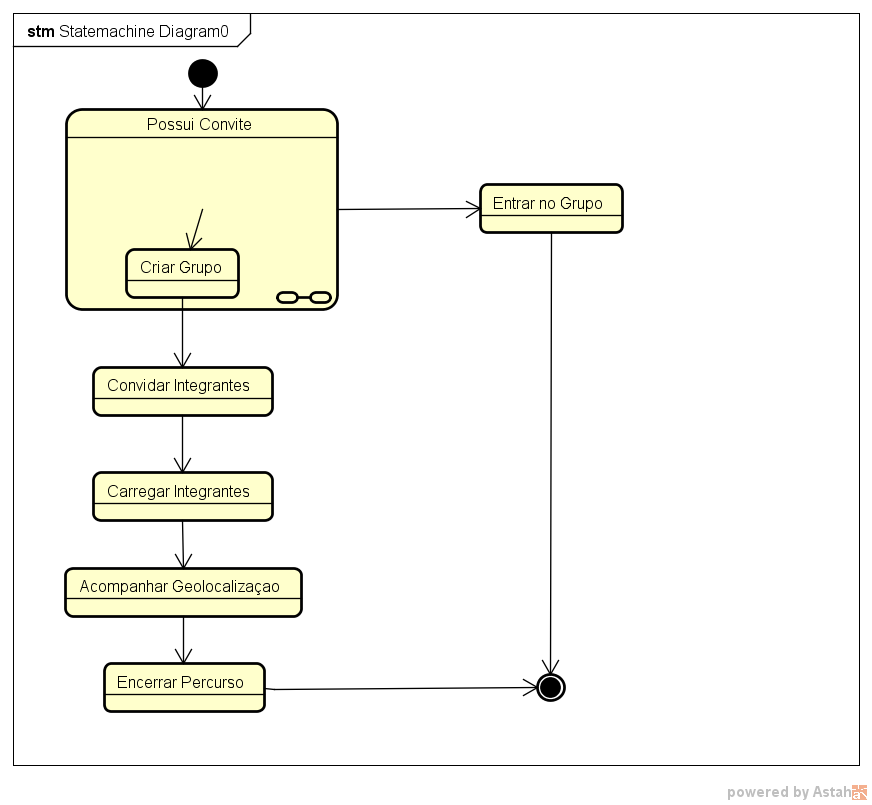 stm Statemachine Diagram0
Possui Convite
Entrar no Grupo
Criar Grupo
Convidar Integrantes
Carregar Integrantes
Acompanhar Geolocalizaçao
Encerrar Percurso
powered by Astah